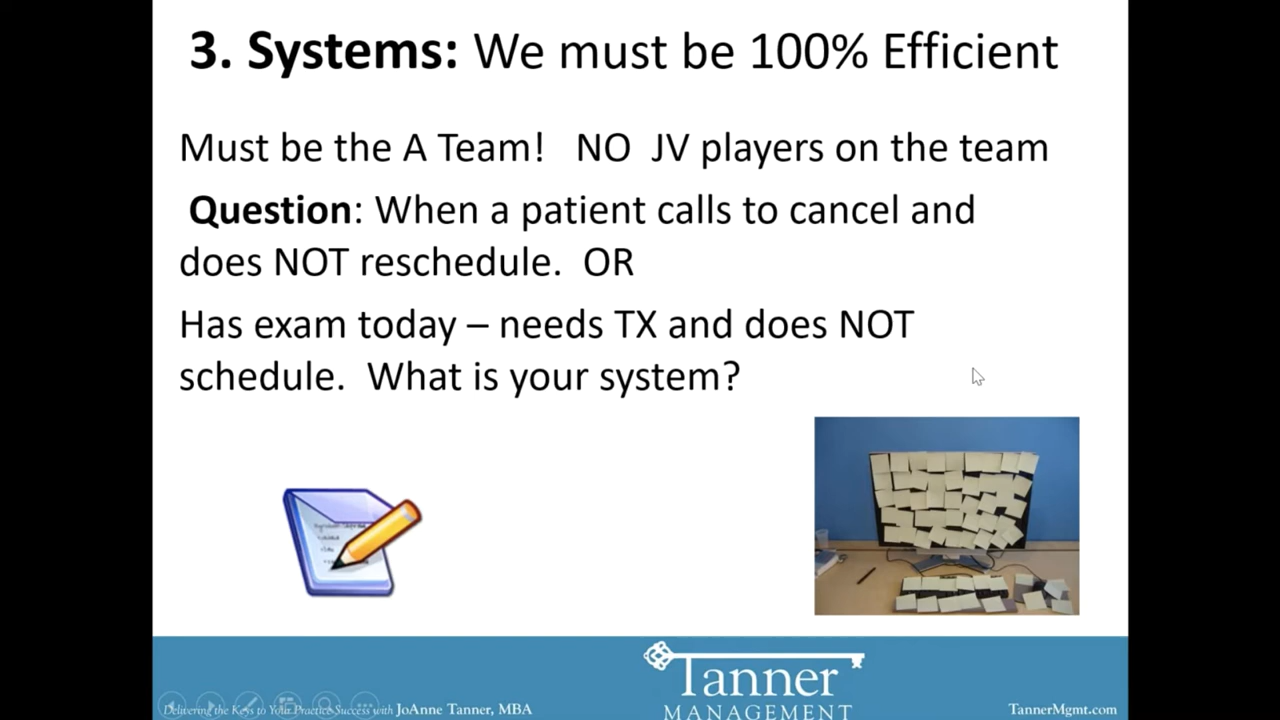 3. Systems: We must be 100% Efficient
Must be the A Team! NO JV players on the team
Question: When a patient calls to cancel and
does NOT reschedule. OR
Has exam today – needs TX and does NOT
schedule. What is your system?
Tanner
MANAGEMENT
Delivering the Keys to Your Practice Success with JoAnne Tanner, MBA
TannerMgmt.com